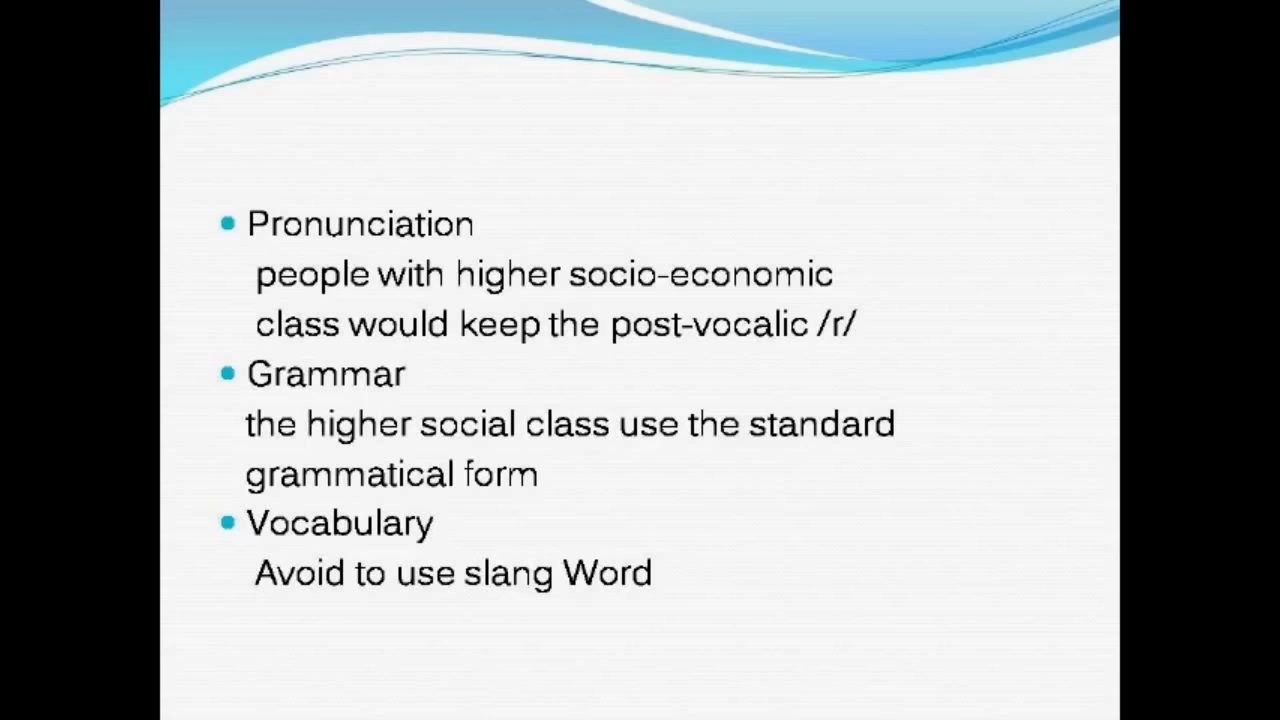 • Pronunciation
people with higher socio-economic
class would keep the post-vocalic /r/
• Grammar
the higher social class use the standard
grammatical form
• Vocabulary
Avoid to use slang Word